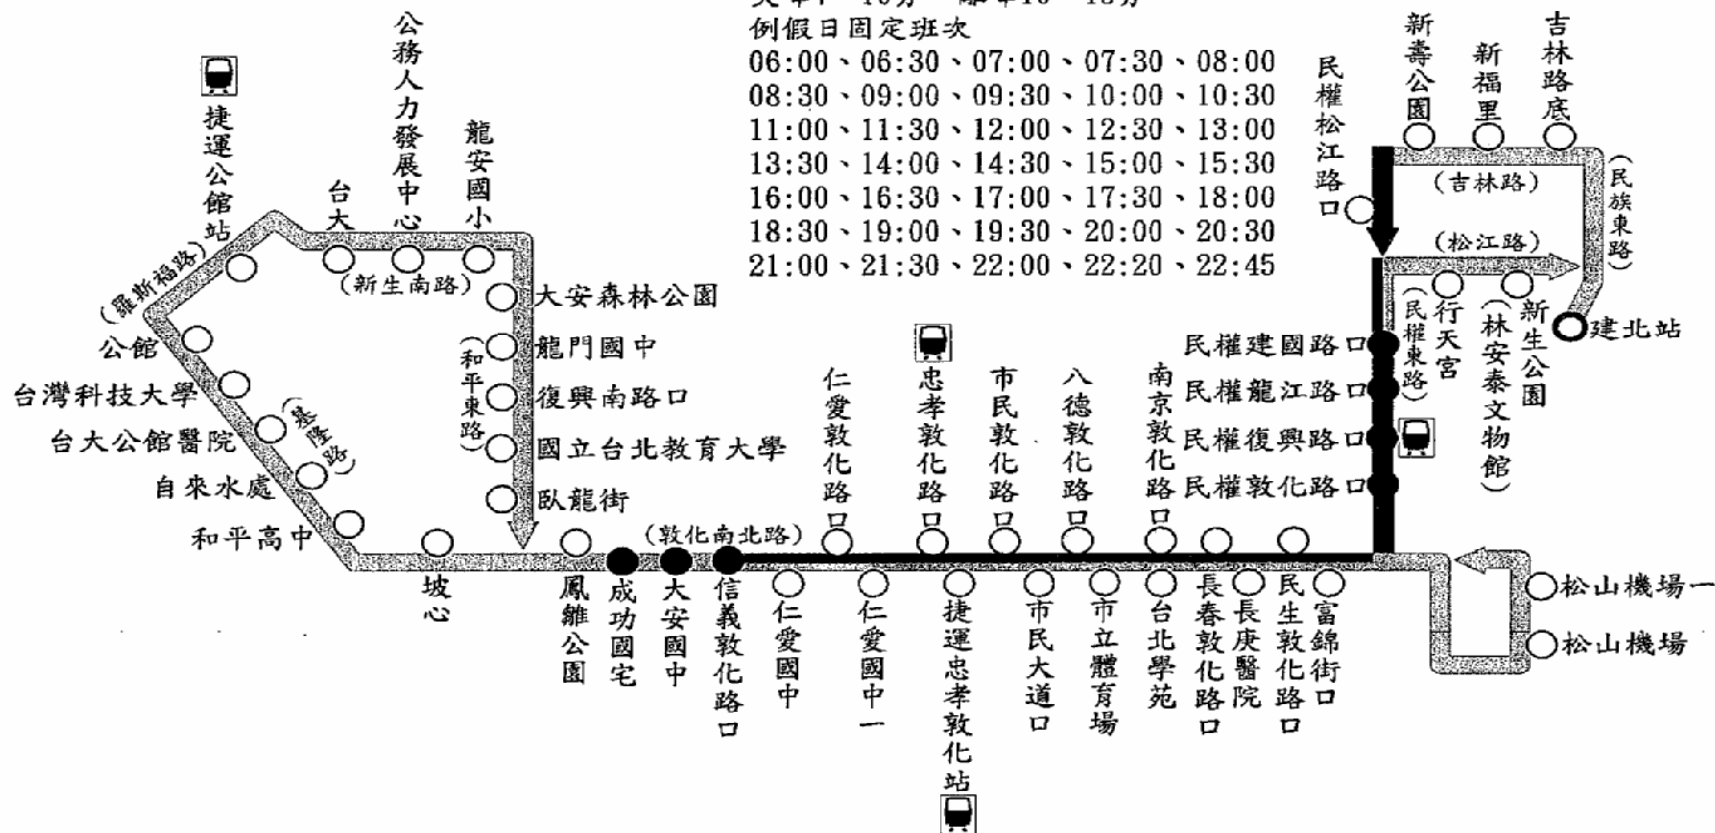 例假日固定班次
06:00、06:30、07:00、07:30、08:00
08:30、09:00、09:30、10:00、10:30
11:00、11:30、12:00、12:30、13:00
13:30、14:00、14:30、15:00、15:30
16:00、16:30、17:00、17:30、18:00
18:30、19:00、19:30、20:00、20:30
21:00、21:30、22:00、22:20、22:45
捷運公館站
台大
公務人力發展中心
龍安國小
(新生南路)
(羅斯福路)
公館
台灣科技大學
台大公館醫院
(基隆路)
自來水處
和平高中
坡心
大安森林公園
龍門國中
(和平東路)
復興南路口
國立台北教育大學
臥龍街
鳳雛公園
成功國宅
大安國中
信義敦化路口
(敦化南北路)
仁愛敦化路口
忠孝敦化路口
市民敦化路口
八德敦化路口
南京敦化路口
仁愛國中
仁愛國中一
捷運忠孝敦化站
市民大道口
市立體育場
台北學苑
長春敦化路口
長庚醫院
民生敦化路口
富錦街口
松山機場一
松山機場
民權建國路口
民權龍江路口
民權復興路口
民權敦化路口
(民權東路)
民權松江路口
新壽公園
新福里
吉林路底
(吉林路)
(民族東路)
(松江路)
行天宮
新生公園
(林安泰文物館)
建北站